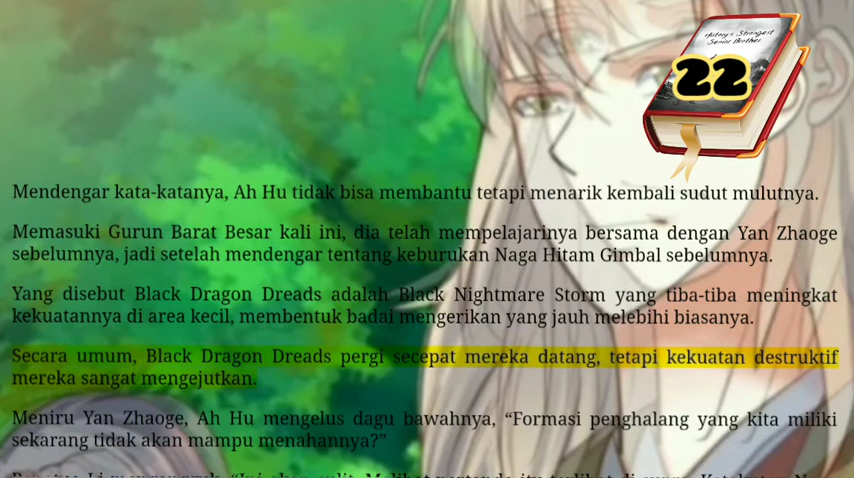 History's Strongest
Senior Brother
22
Mendengar kata-katanya, Ah Hu tidak bisa membantu tetapi menarik kembali sudut mulutnya.
Memasuki Gurun Barat Besar kali ini, dia telah mempelajarinya bersama dengan Yan Zhaoge
sebelumnya, jadi setelah mendengar tentang keburukan Naga Hitam Gimbal sebelumnya.
Yang disebut Black Dragon Dreads adalah Black Nightmare Storm yang tiba-tiba meningkat
kekuatannya di area kecil, membentuk badai mengerikan yang jauh melebihi biasanya.
Secara umum, Black Dragon Dreads pergi secepat mereka datang, tetapi kekuatan destruktif
mereka sangat mengejutkan.
Meniru Yan Zhaoge, Ah Hu mengelus dagu bawahnya, “Formasi penghalang yang kita miliki
sekarang tidak akan mampu menahannya?”